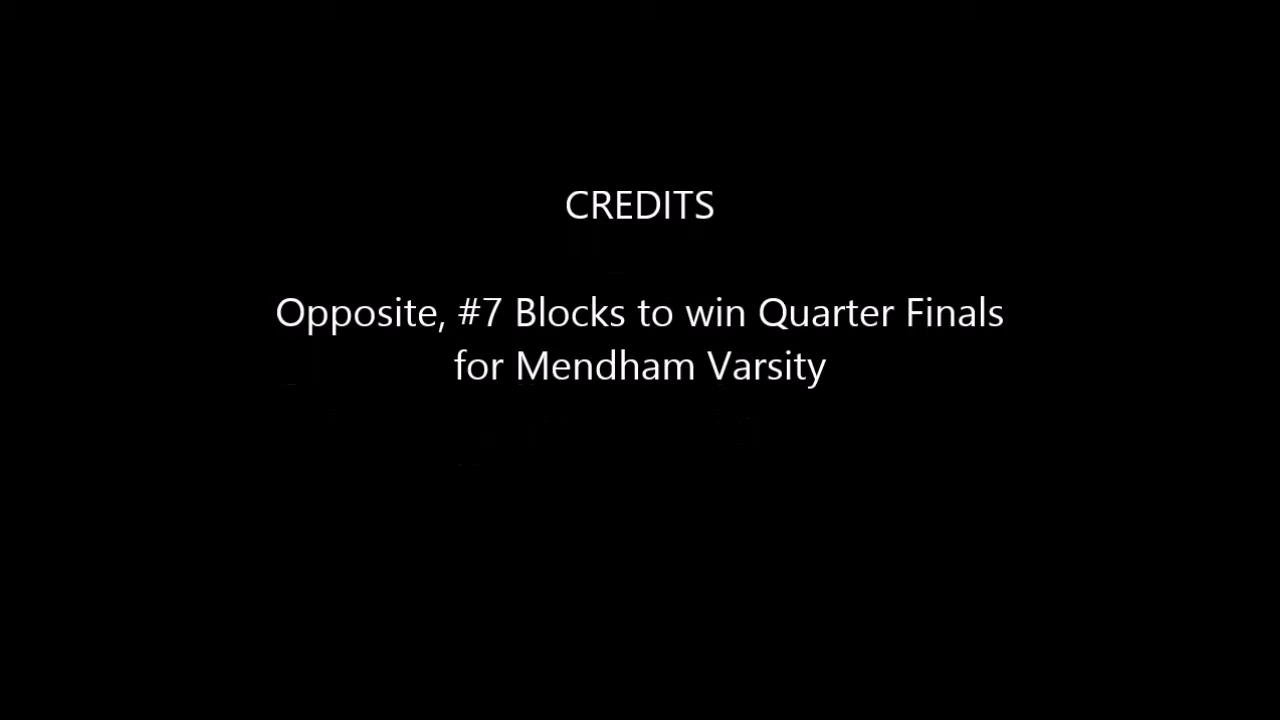 CREDITS
Opposite, #7 Blocks to win Quarter Finals
for Mendham Varsity